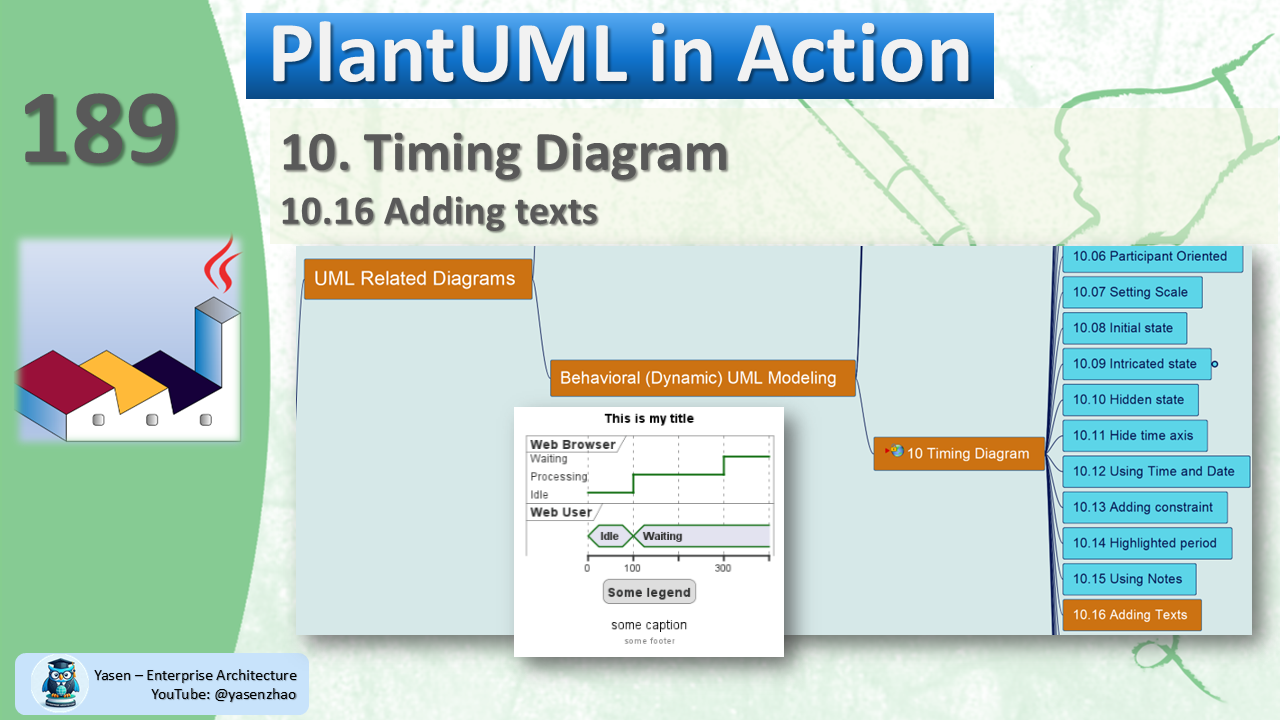 PlantUML in Action
189
10. Timing Diagram
10.16 Adding texts
UML Related Diagrams
Behavioral (Dynamic) UML Modeling
10 Timing Diagram
10.06 Participant Oriented
10.07 Setting Scale
10.08 Initial state
10.09 Intricated state
10.10 Hidden state
10.11 Hide time axis
10.12 Using Time and Date
10.13 Adding constraint
10.14 Highlighted period
10.15 Using Notes
10.16 Adding Texts
This is my title
Web Browser
Waiting
Processing
Idle
Web User
Idle Waiting
0 100 300
Some legend
some caption
some footer
Yasen – Enterprise Architecture
YouTube: @yasenzhao